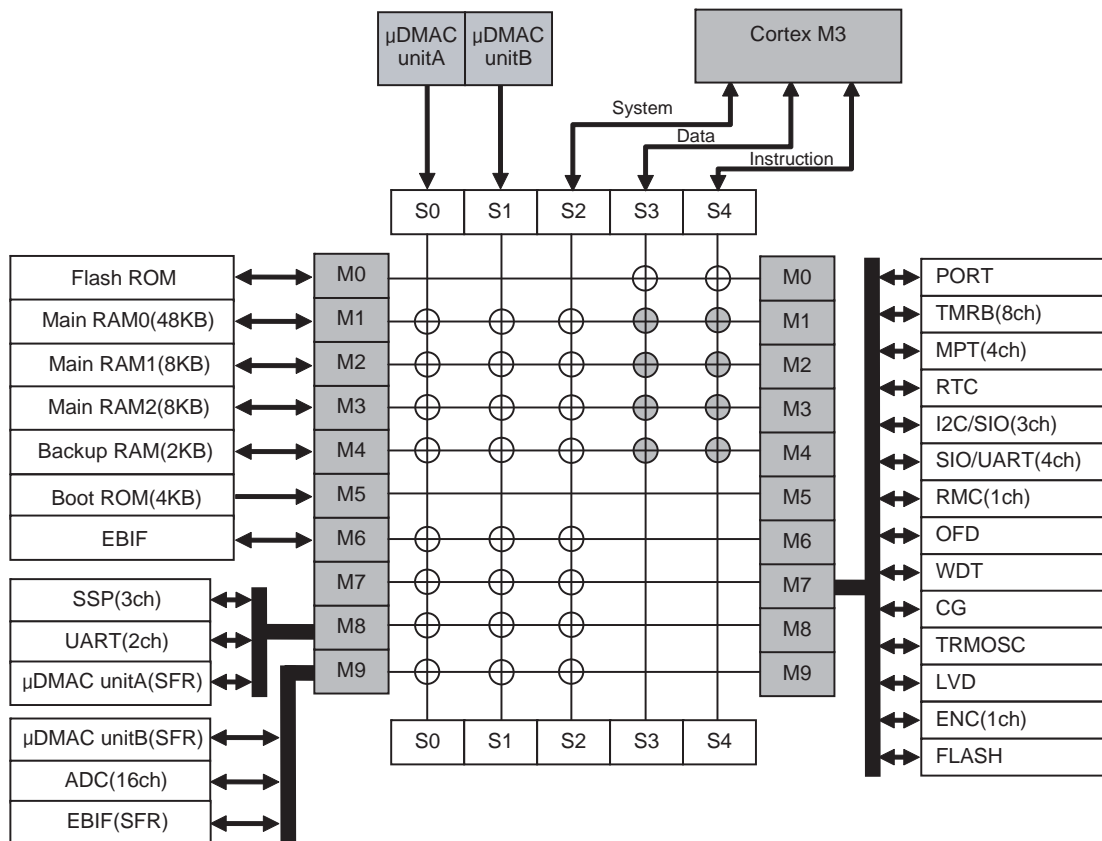 µDMAC
unitA
µDMAC
unitB
Cortex M3
System
Data
Instruction
S0
S1
S2
S3
S4
Flash ROM
Main RAM0(48KB)
Main RAM1(8KB)
Main RAM2(8KB)
Backup RAM(2KB)
Boot ROM(4KB)
EBIF
SSP(3ch)
UART(2ch)
µDMAC unitA(SFR)
µDMAC unitB(SFR)
ADC(16ch)
EBIF(SFR)
M0
M1
M2
M3
M4
M5
M6
M7
M8
M9
M0
M1
M2
M3
M4
M5
M6
M7
M8
M9
S0
S1
S2
S3
S4
PORT
TMRB(8ch)
MPT(4ch)
RTC
I2C/SIO(3ch)
SIO/UART(4ch)
RMC(1ch)
OFD
WDT
CG
TRMOSC
LVD
ENC(1ch)
FLASH